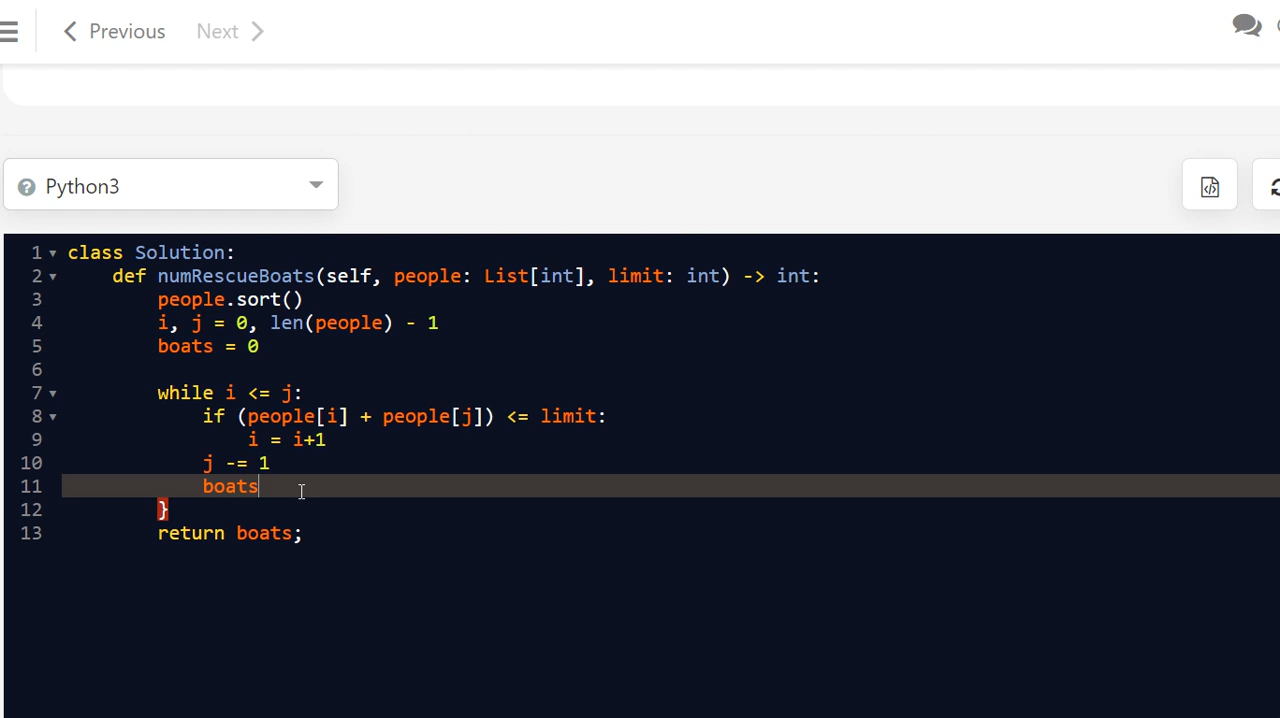 Previous Next
Python3
1 class Solution:
2     def numRescueBoats(self, people: List[int], limit: int) -> int:
3         people.sort()
4         i, j = 0, len(people) - 1
5         boats = 0
6
7         while i <= j:
8             if (people[i] + people[j]) <= limit:
9                 i = i+1
10             j -= 1
11             boats
12         }
13         return boats;